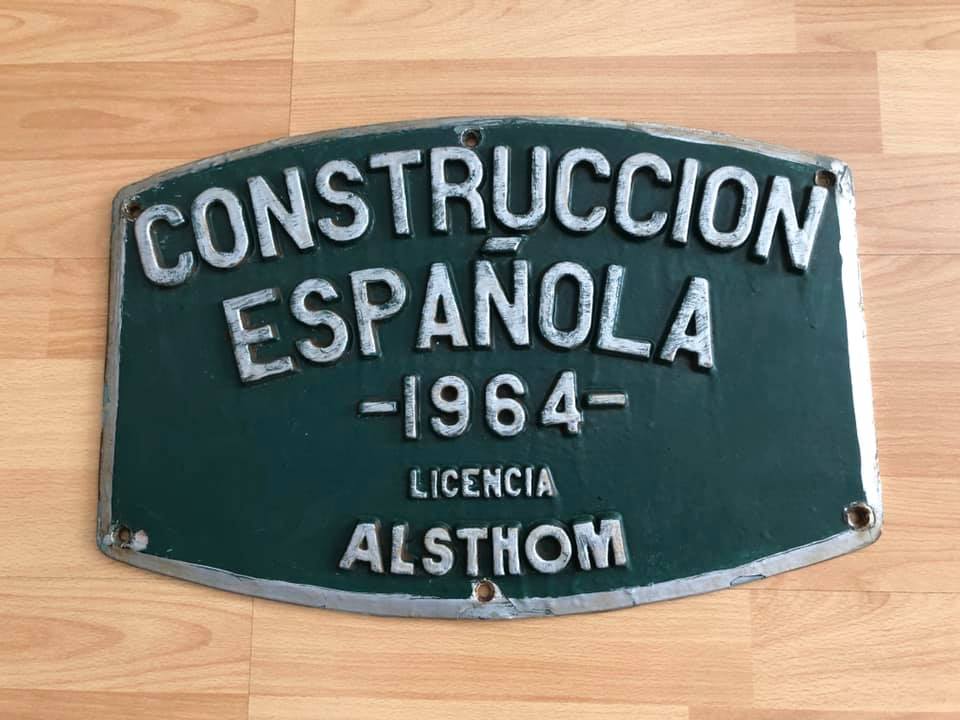 CONSTRUCCION
ESPAÑOLA
-1964-
LICENCIA
ALSTHOM